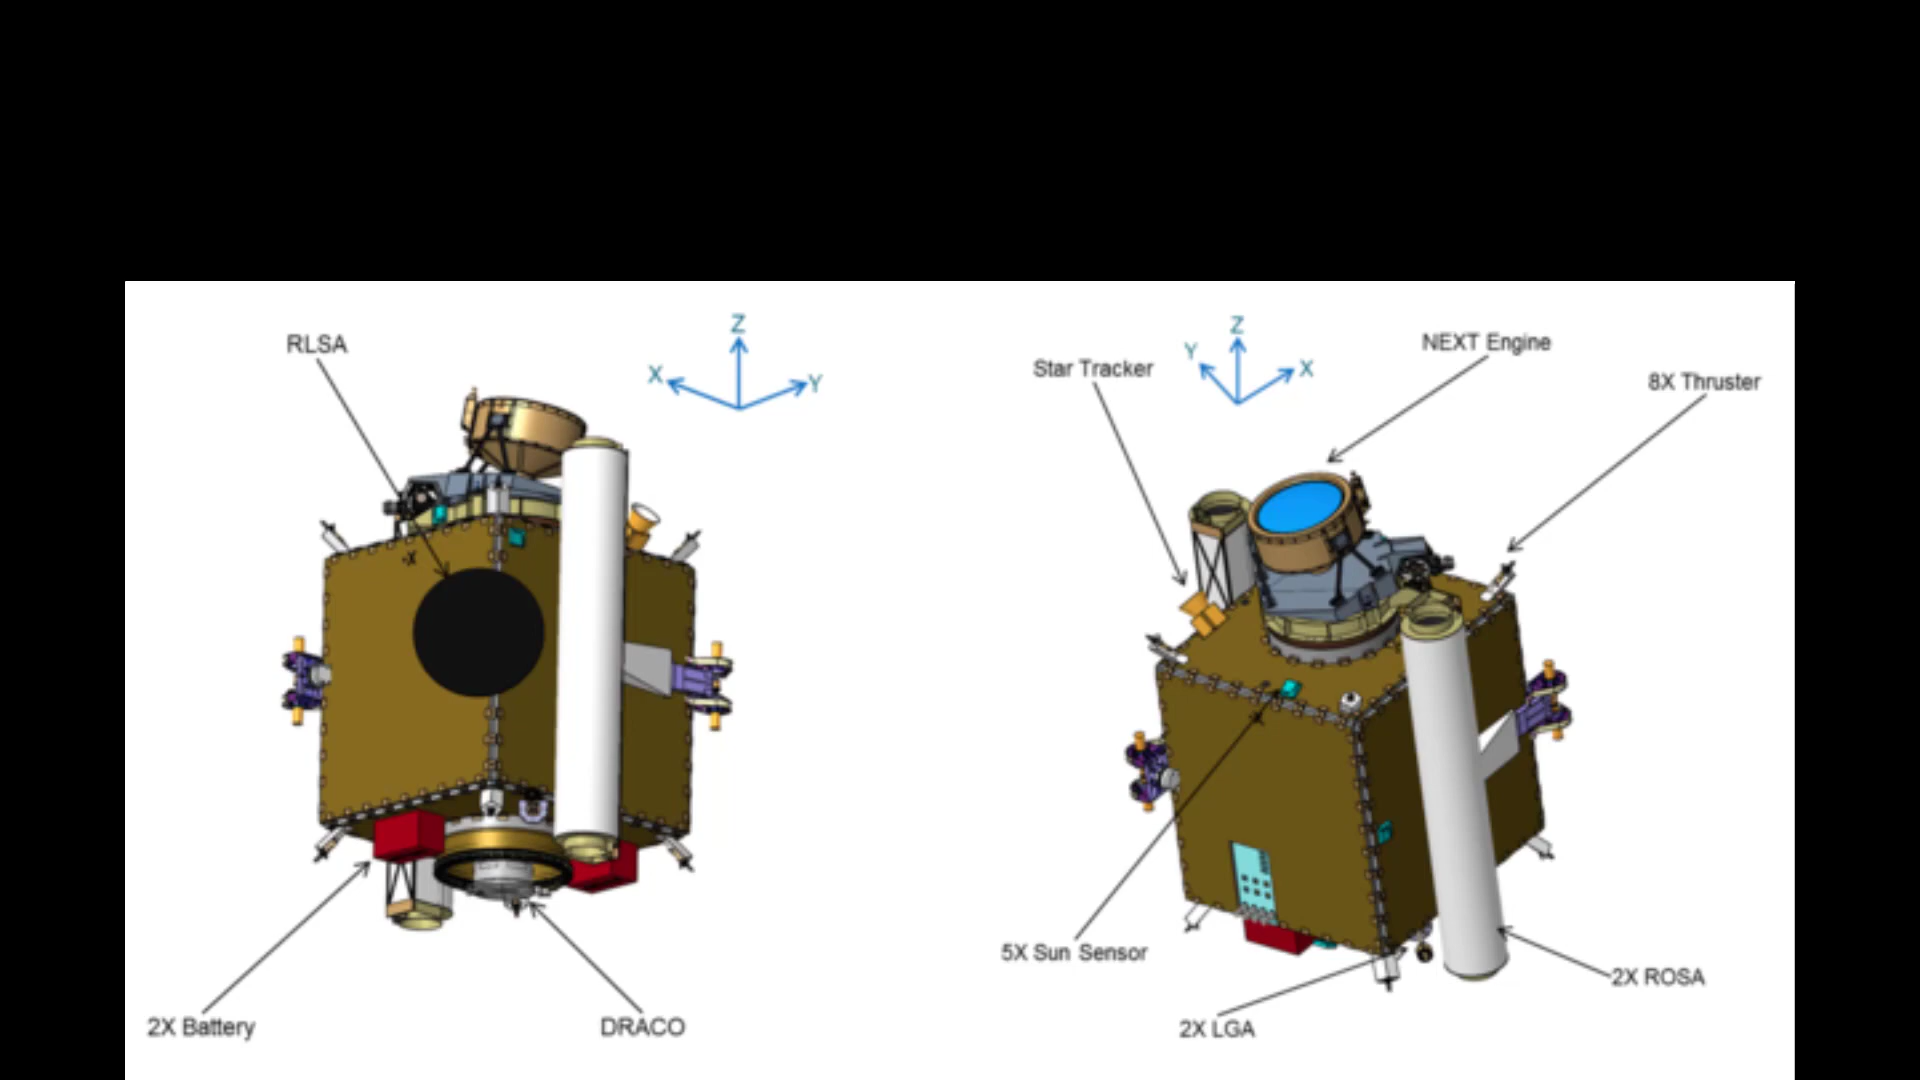 RLSA
Z
X
Y
2X Battery
DRACO
Star Tracker
Z
Y
X
NEXT Engine
8X Thruster
5X Sun Sensor
2X LGA
2X ROSA